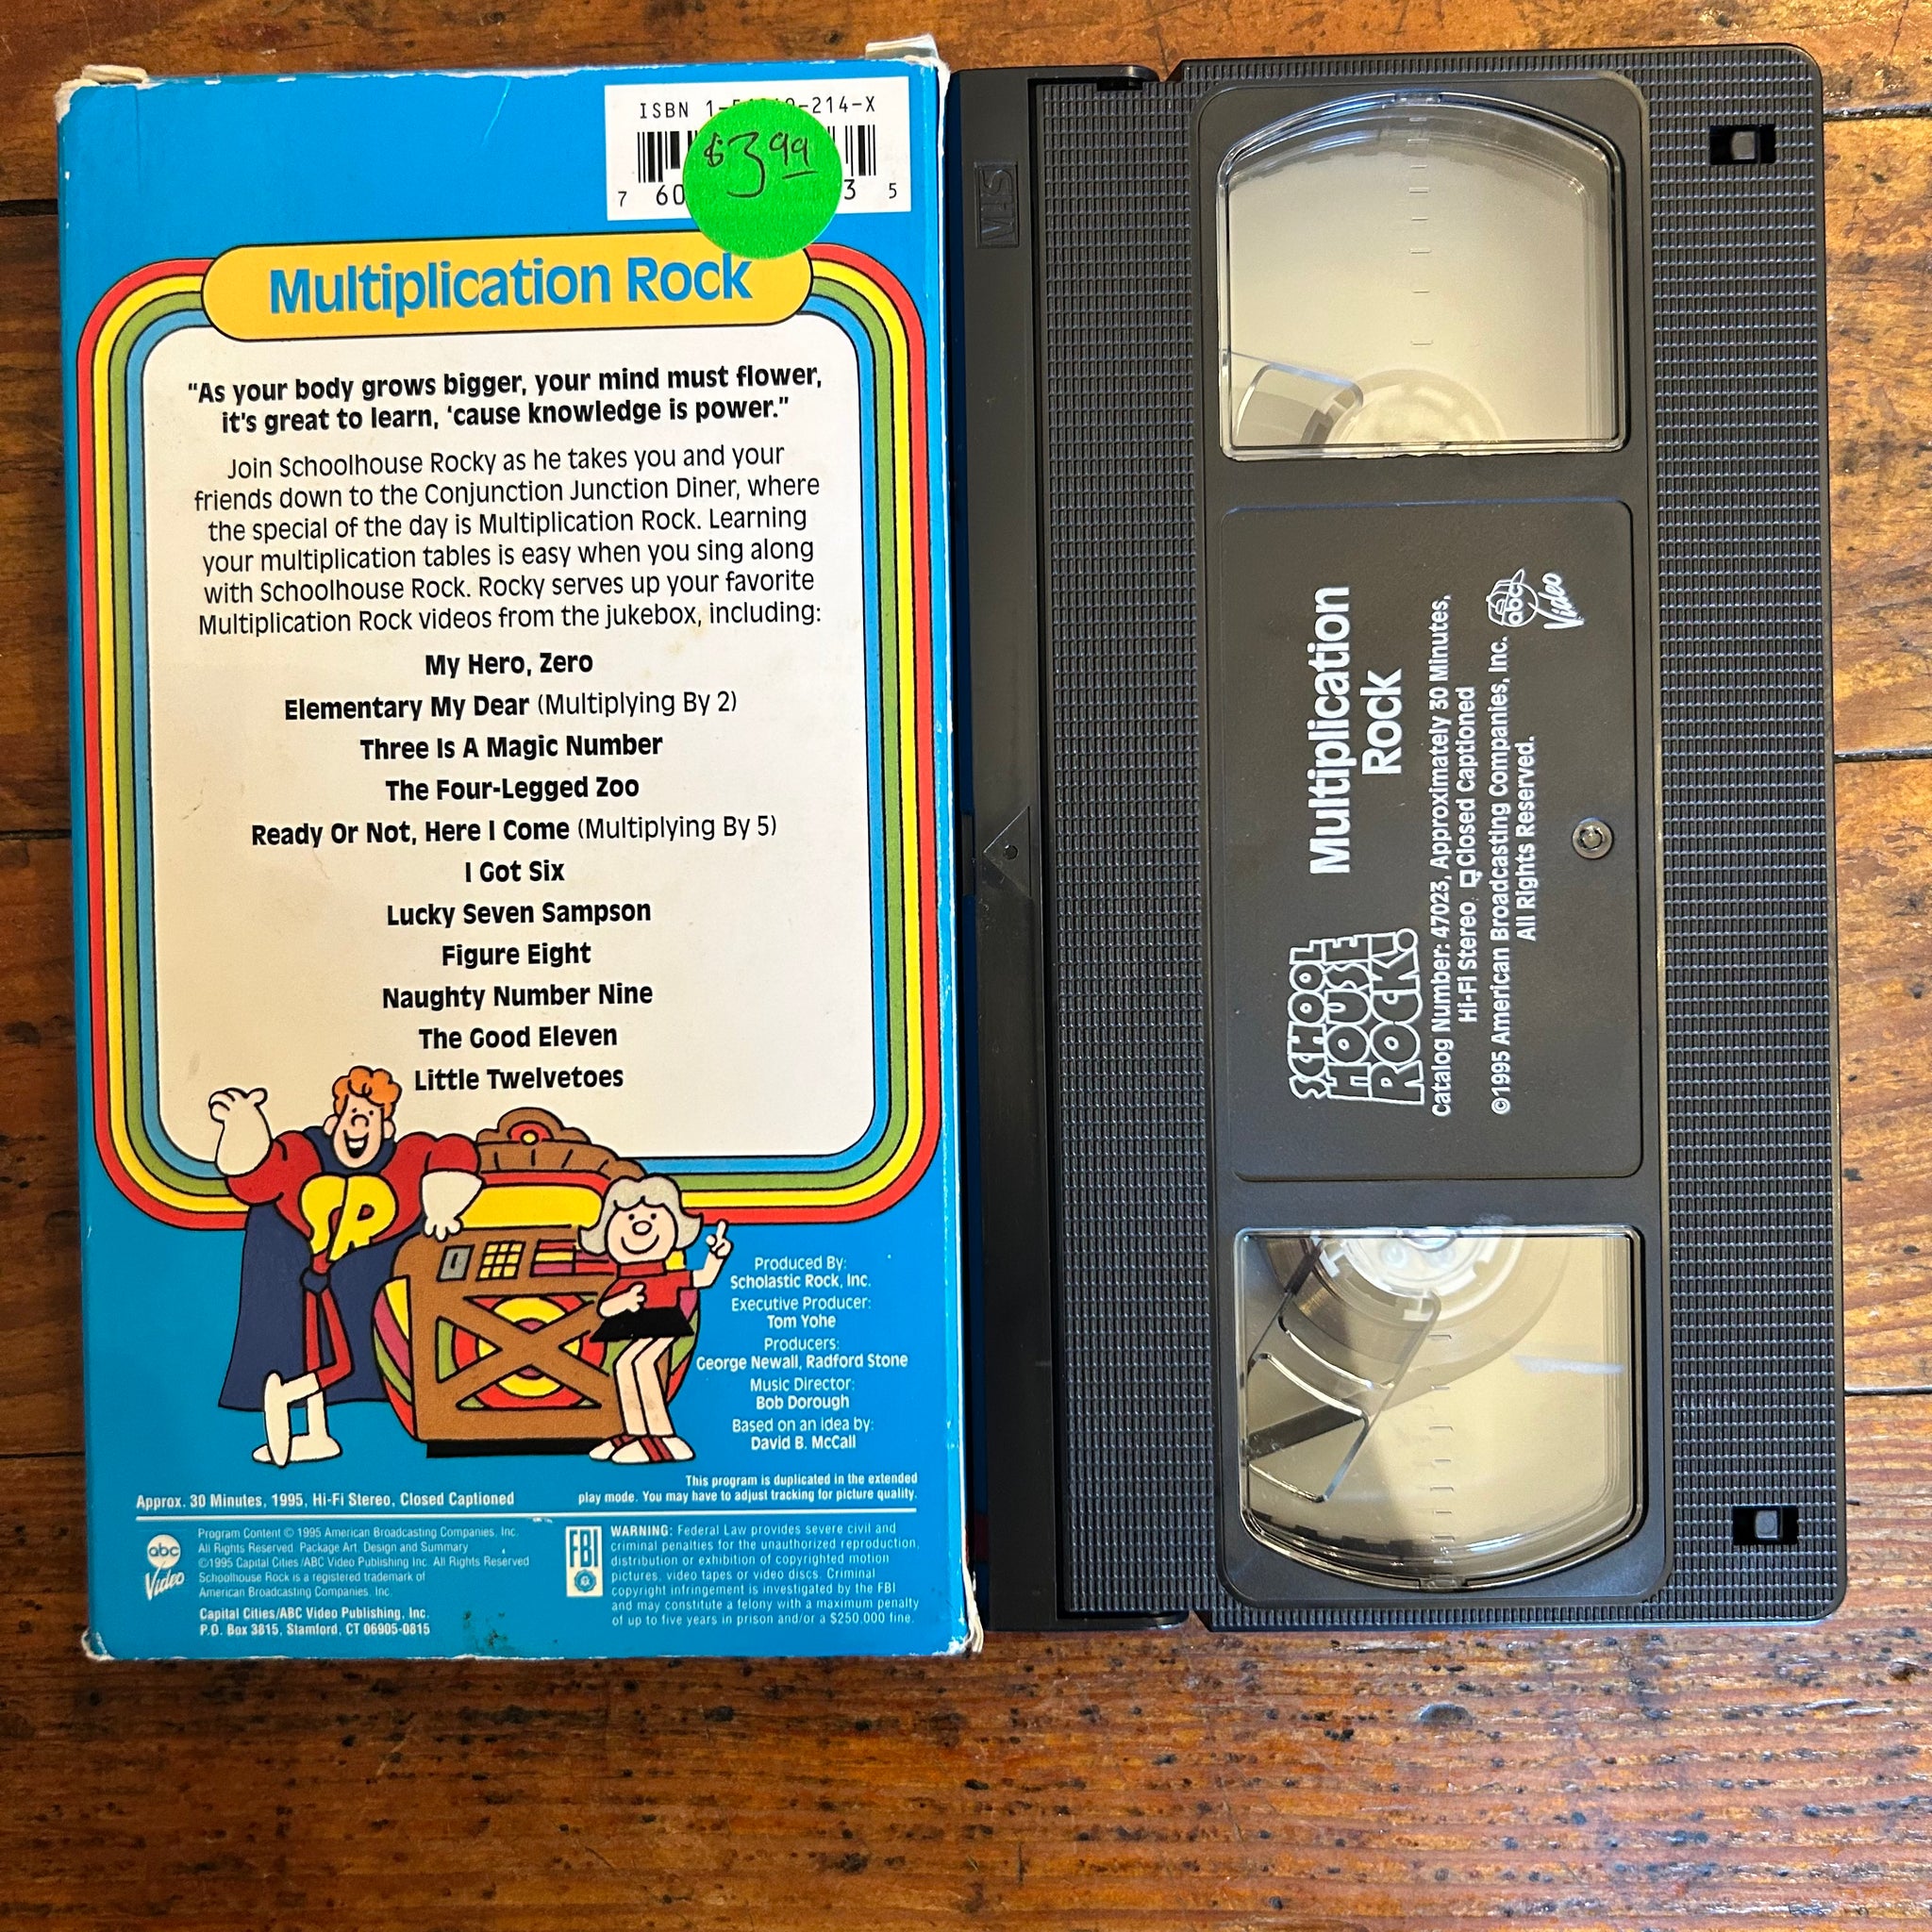 ISBN 1- -214-X
$3.99
7 60 3 5
Multiplication Rock
"As your body grows bigger, your mind must flower,
it's great to learn, 'cause knowledge is power."
Join Schoolhouse Rocky as he takes you and your
friends down to the Conjunction Junction Diner, where
the special of the day is Multiplication Rock. Learning
your multiplication tables is easy when you sing along
with Schoolhouse Rock. Rocky serves up your favorite
Multiplication Rock videos from the jukebox, including:
My Hero, Zero
Elementary My Dear (Multiplying By 2)
Three Is A Magic Number
The Four-Legged Zoo
Ready Or Not, Here I Come (Multiplying By 5)
I Got Six
Lucky Seven Sampson
Figure Eight
Naughty Number Nine
The Good Eleven
Little Twelvetoes
SR
Produced By:
Scholastic Rock, Inc.
Executive Producer:
Tom Yohe
Producers:
George Newall, Radford Stone
Music Director:
Bob Dorough
Based on an idea by:
David B. McCall
This program is duplicated in the extended
play mode. You may have to adjust tracking for picture quality.
Approx. 30 Minutes, 1995, Hi-Fi Stereo, Closed Captioned
abc
Video
Program Content © 1995 American Broadcasting Companies, Inc.
All Rights Reserved. Package Art, Design and Summary
©1995 Capital Cities/ABC Video Publishing Inc. All Rights Reserved
Schoolhouse Rock is a registered trademark of
American Broadcasting Companies, Inc.
Capital Cities/ABC Video Publishing, Inc.
P.O. Box 3815, Stamford, CT 06905-0815
FBI
WARNING: Federal Law provides severe civil and
criminal penalties for the unauthorized reproduction,
distribution or exhibition of copyrighted motion
pictures, video tapes or video discs. Criminal
copyright infringement is investigated by the FBI
and may constitute a felony with a maximum penalty
of up to five years in prison and/or a $250,000 fine.
VHS
SCHOOL
HOUSE
ROCK!
Multiplication
Rock
Catalog Number: 47023, Approximately 30 Minutes,
Hi-Fi Stereo, Closed Captioned
©1995 American Broadcasting Companies, Inc.
All Rights Reserved.
abc
Video